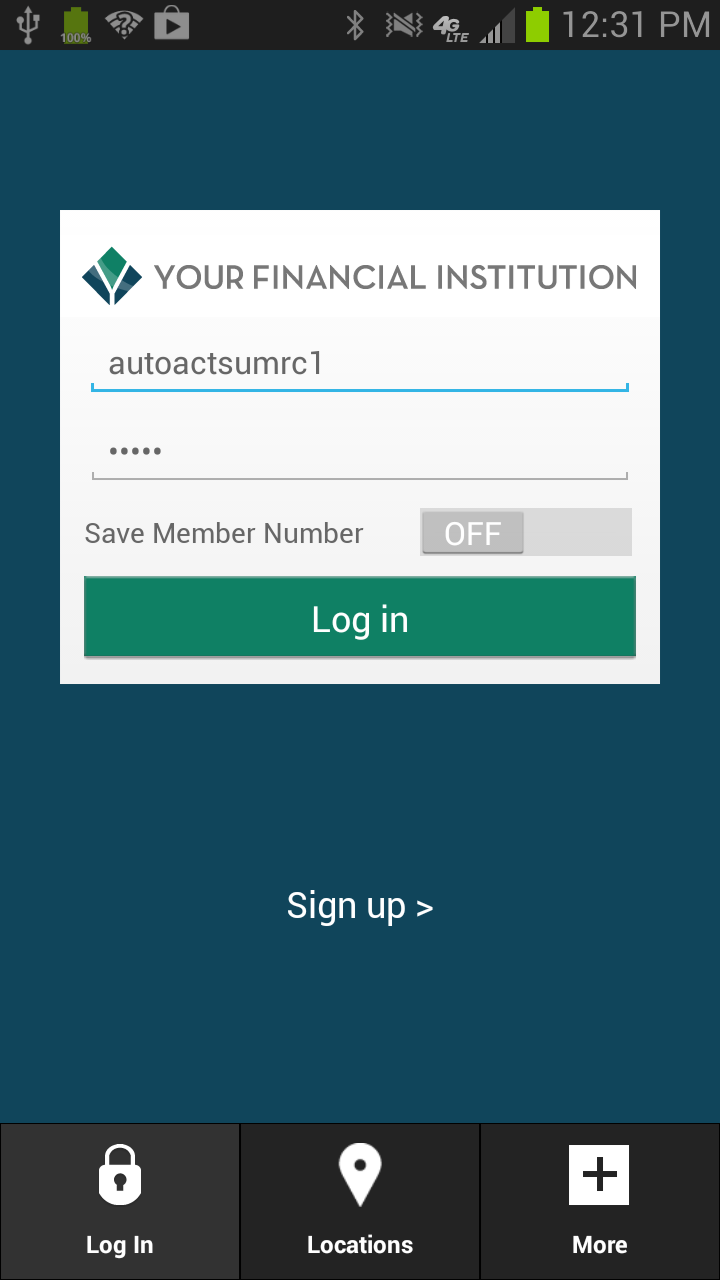 100%
4G LTE
12:31 PM
YOUR FINANCIAL INSTITUTION
autoactsumrc1
•••••
Save Member Number
OFF
Log in
Sign up >
Log In
Locations
More